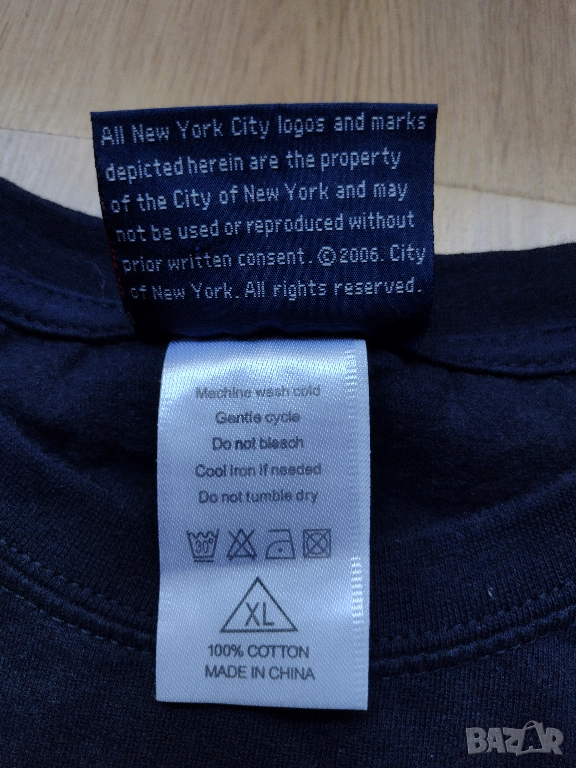 All New York City logos and marks
depicted herein are the property
of the City of New York and may
not be used or reproduced without
prior written consent. © 2006. City
of New York. All rights reserved.
Machine wash cold
Gentle cycle
Do not bleach
Cool iron if needed
Do not tumble dry
30°
XL
100% COTTON
MADE IN CHINA
BAZAR